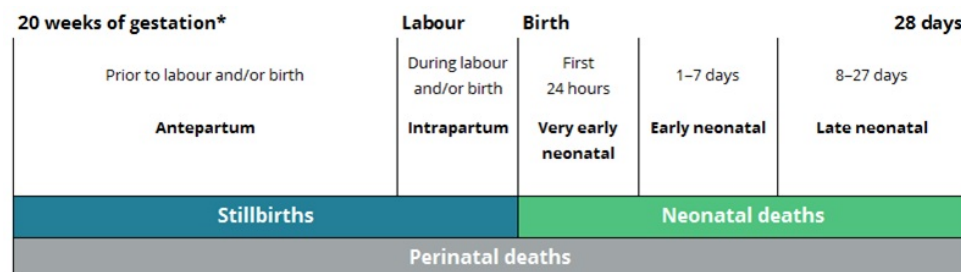 20 weeks of gestation*
Labour
Birth
28 days
Prior to labour and/or birth
Antepartum
During labour
and/or birth
Intrapartum
First
24 hours
Very early
neonatal
1–7 days
Early neonatal
8–27 days
Late neonatal
Stillbirths
Neonatal deaths
Perinatal deaths